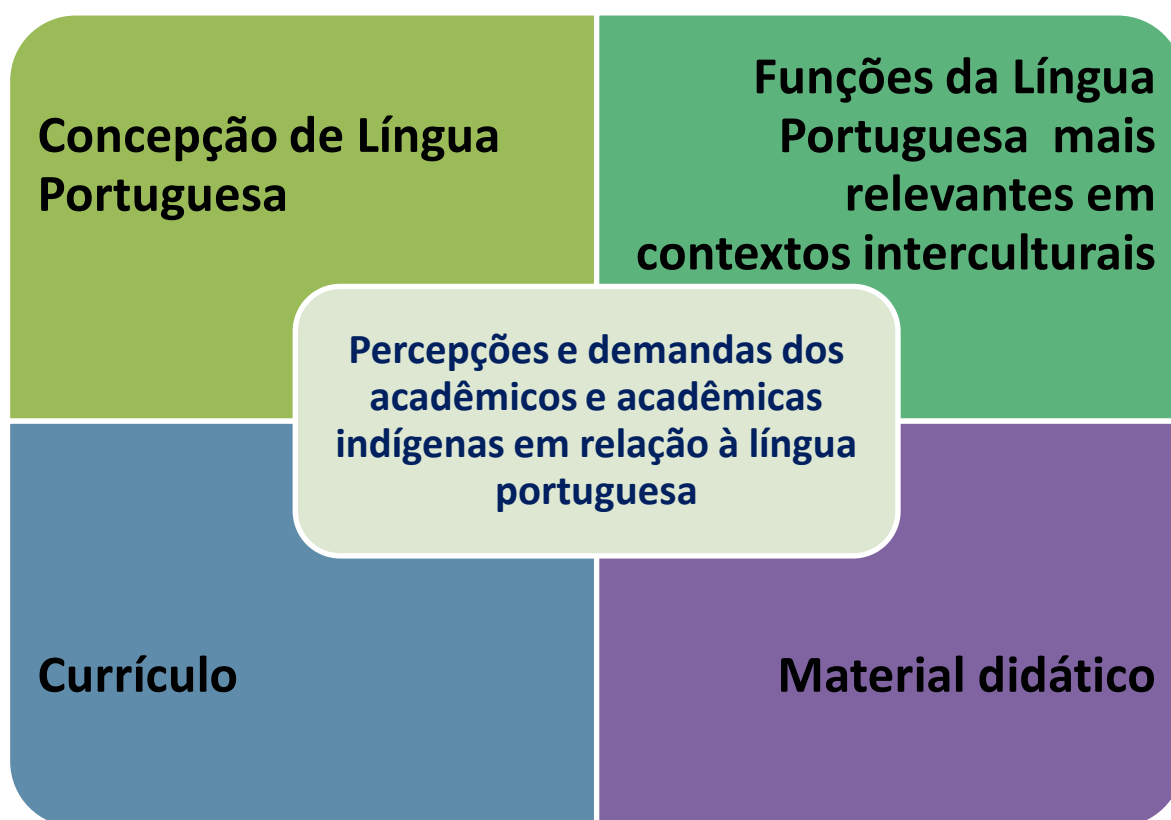 Concepção de Língua
Portuguesa
Funções da Língua
Portuguesa mais
relevantes em
contextos interculturais
Percepções e demandas dos
acadêmicos e acadêmicas
indígenas em relação à língua
portuguesa
Currículo
Material didático